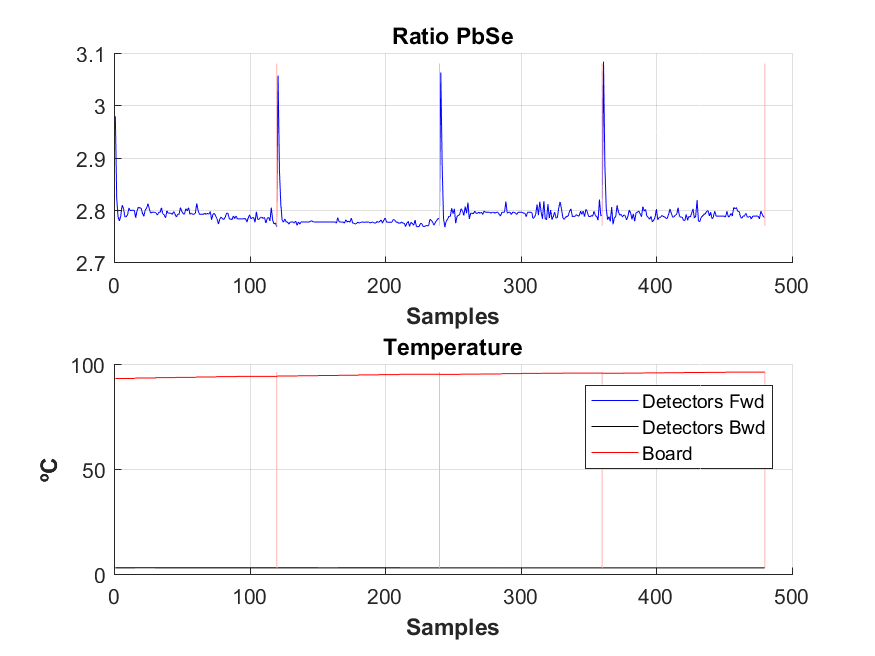 Ratio PbSe
3.1
3
2.9
2.8
2.7
0 100 200 300 400 500
Samples
Temperature
100
50
0
ºC
Detectors Fwd
Detectors Bwd
Board
0 100 200 300 400 500
Samples